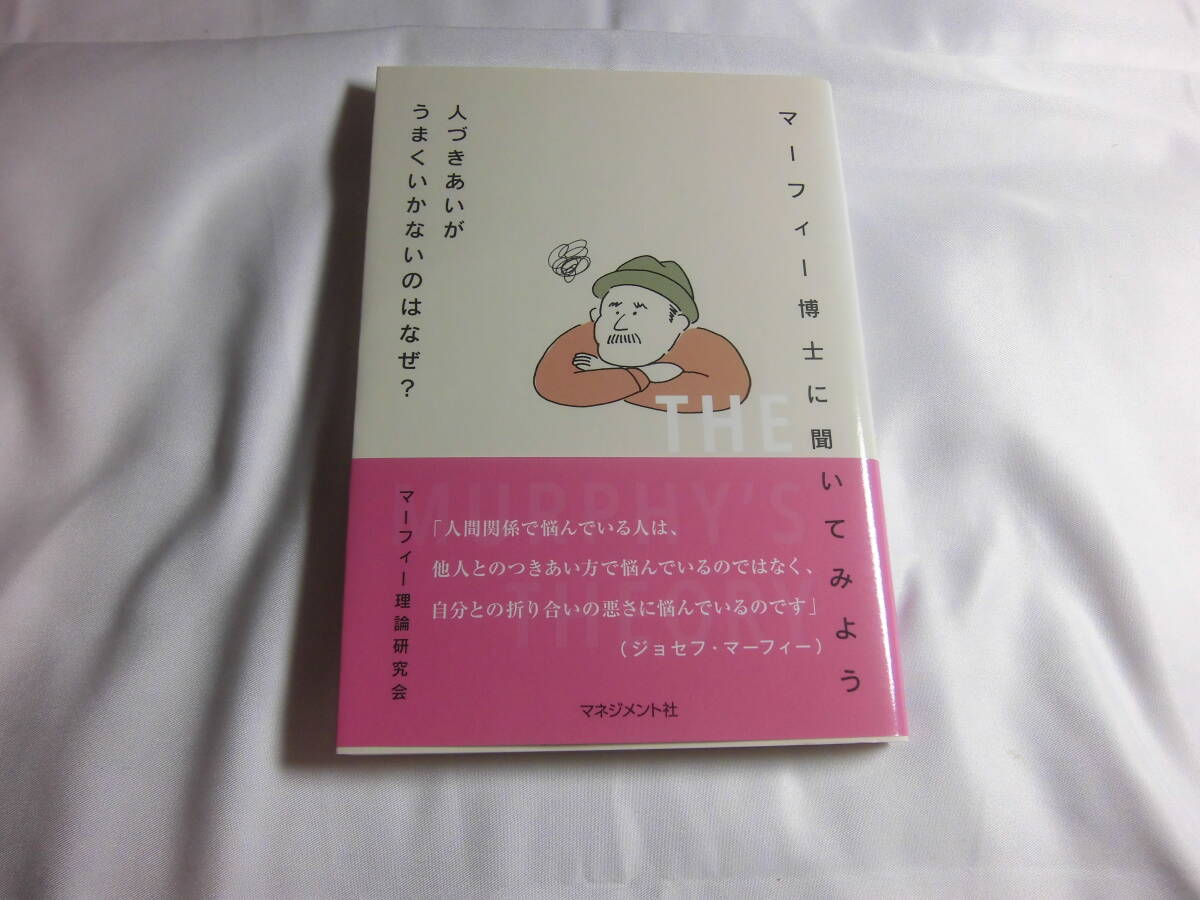 マーフィー博士に聞いてみよう
人づきあいが
うまくいかないのはなぜ？
THE
MURPHY'S
THEORY
「人間関係で悩んでいる人は、
他人とのつきあい方で悩んでいるのではなく、
自分との折り合いの悪さに悩んでいるのです」
（ジョセフ・マーフィー）
マーフィー理論研究会
マネジメント社